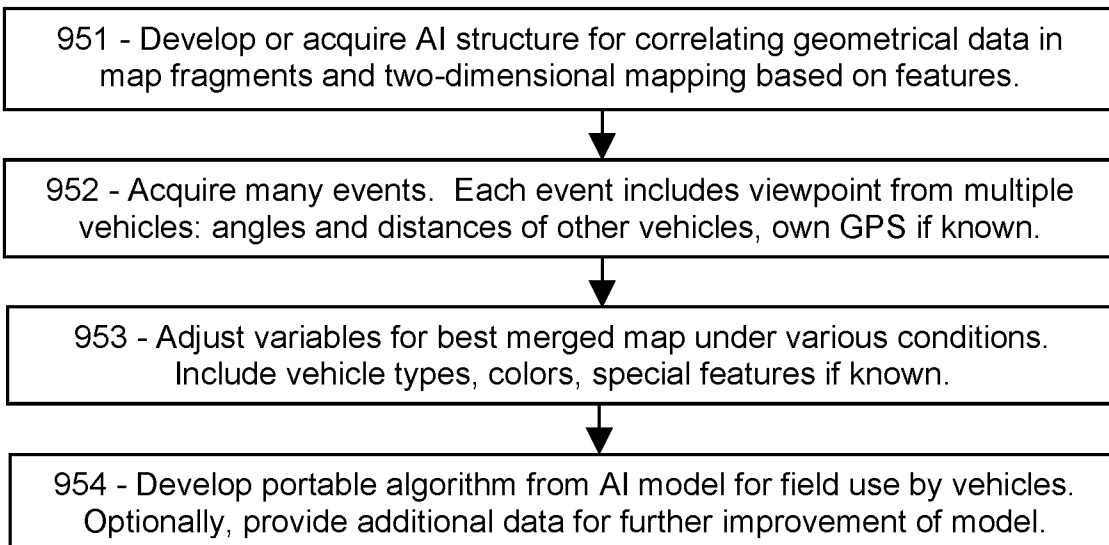 951 - Develop or acquire AI structure for correlating geometrical data in
map fragments and two-dimensional mapping based on features.
952 - Acquire many events.  Each event includes viewpoint from multiple
vehicles: angles and distances of other vehicles, own GPS if known.
953 - Adjust variables for best merged map under various conditions.
Include vehicle types, colors, special features if known.
954 - Develop portable algorithm from AI model for field use by vehicles.
Optionally, provide additional data for further improvement of model.